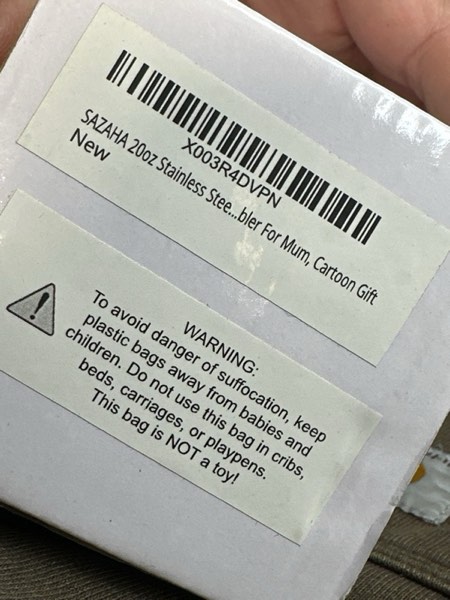 X003R4DVPN
SAZAHA 20oz Stainless Stee...bler For Mum, Cartoon Gift
New
WARNING:
To avoid danger of suffocation, keep
plastic bags away from babies and
children. Do not use this bag in cribs,
beds, carriages, or playpens.
This bag is NOT a toy!